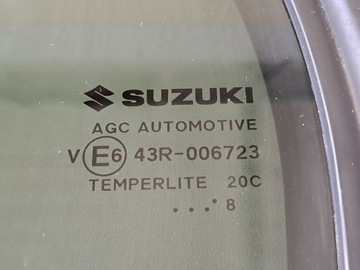 SUZUKI
AGC AUTOMOTIVE
V E6 43R-006723
TEMPERLITE 20C
...· 8